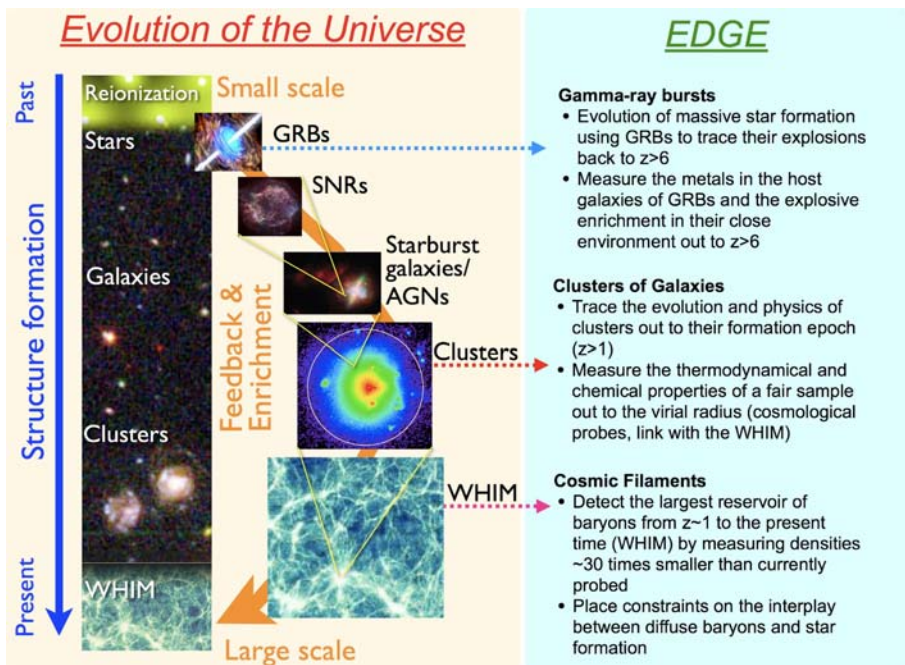 Evolution of the Universe
Past
Structure formation
Present
Reionization
Stars
Galaxies
Clusters
WHIM
Small scale
GRBs
SNRs
Starburst
galaxies/
AGNs
Feedback &
Enrichment
Clusters
WHIM
Large scale
EDGE
Gamma-ray bursts
• Evolution of massive star formation
using GRBs to trace their explosions
back to z>6
• Measure the metals in the host
galaxies of GRBs and the explosive
enrichment in their close
environment out to z>6
Clusters of Galaxies
• Trace the evolution and physics of
clusters out to their formation epoch
(z>1)
• Measure the thermodynamical and
chemical properties of a fair sample
out to the virial radius (cosmological
probes, link with the WHIM)
Cosmic Filaments
• Detect the largest reservoir of
baryons from z~1 to the present
time (WHIM) by measuring densities
~30 times smaller than currently
probed
• Place constraints on the interplay
between diffuse baryons and star
formation